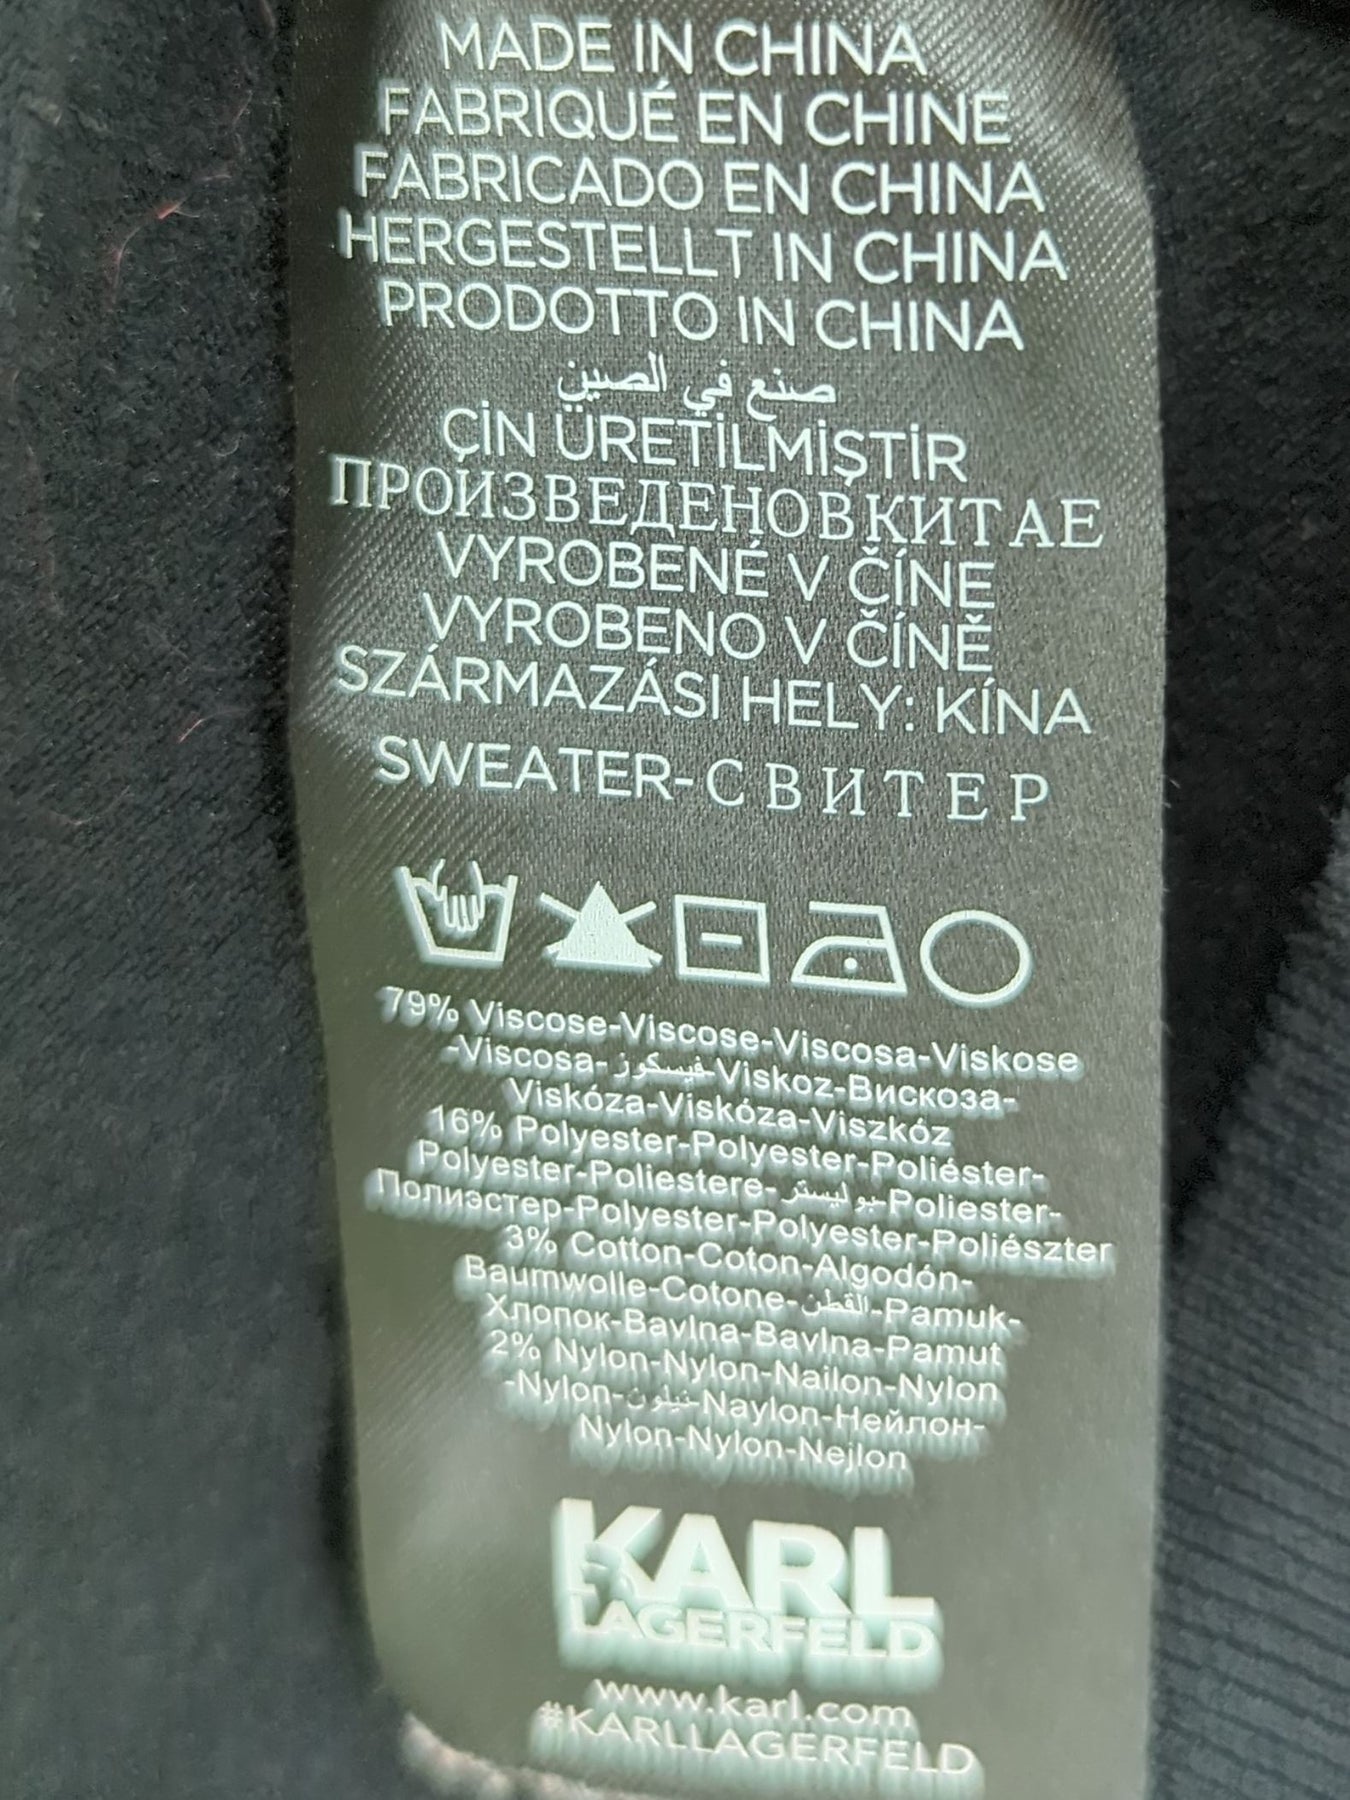 MADE IN CHINA
FABRIQUÉ EN CHINE
FABRICADO EN CHINA
HERGESTELLT IN CHINA
PRODOTTO IN CHINA
صنع في الصين
ÇİN ÜRETİLMİŞTİR
ПРОИЗВЕДЕНОВКИТАЕ
VYROBENÉ V ČÍNE
VYROBENO V ČÍNĚ
SZÁRMAZÁSI HELY: KÍNA
SWEATER-СВИТЕР
79% Viscose-Viscose-Viscosa-Viskose
-Viscosa-فيسكوز-Viskoz-Вискоза-
Viskóza-Viskóza-Viszkóz
16% Polyester-Polyester-Poliéster-
Polyester-Poliestere-بوليستر-Poliester-
Полиэстер-Polyester-Polyester-Poliészter
3% Cotton-Coton-Algodón-
Baumwolle-Cotone-القطن-Pamuk-
Хлопок-Bavlna-Bavlna-Pamut
2% Nylon-Nylon-Nailon-Nylon
-Nylon-نيلون-Naylon-Нейлон-
Nylon-Nylon-Nejlon
KARL
LAGERFELD
www.karl.com
#KARLLAGERFELD